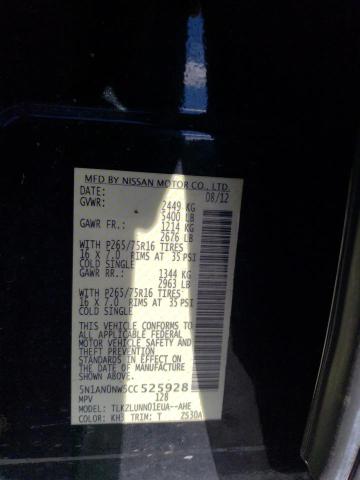 MFD BY NISSAN MOTOR CO., LTD.
DATE: 08/12
GVWR: 2449 KG
5400 LB
GAWR FR.: 1214 KG
2676 LB
WITH P265/75R16 TIRES
16 X 7.0 RIMS AT 35 PSI
COLD SINGLE
GAWR RR.: 1344 KG
2963 LB
WITH P265/75R16 TIRES
16 X 7.0 RIMS AT 35 PSI
COLD SINGLE
THIS VEHICLE CONFORMS
TO ALL APPLICABLE FEDERAL
MOTOR VEHICLE SAFETY AND
THEFT PREVENTION
STANDARDS IN EFFECT ON
THE DATE OF MANUFACTURE
SHOWN ABOVE
5N1AN0NW5CC525928
MPV 128
MODEL: TLKZLUNN01EUA--AHE
COLOR: KH3 TRIM: T Z530A